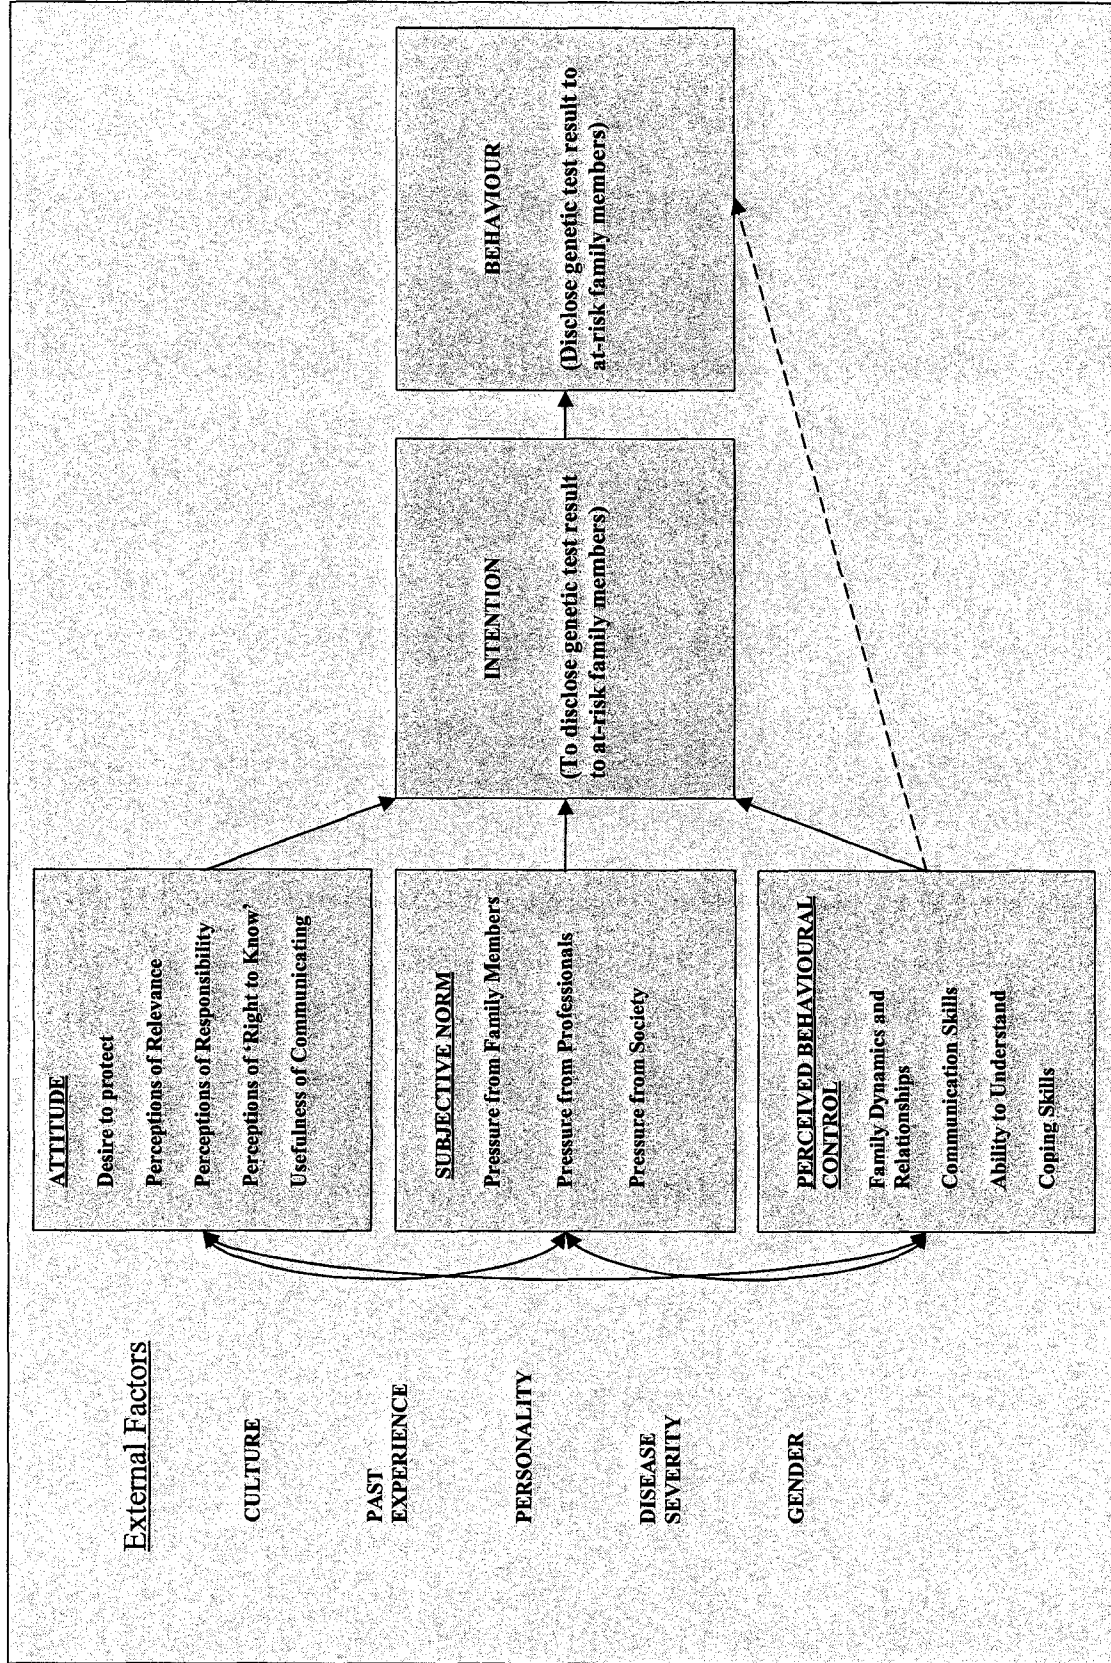 External Factors
CULTURE
PAST
EXPERIENCE
PERSONALITY
DISEASE
SEVERITY
GENDER
ATTITUDE
Desire to protect
Perceptions of Relevance
Perceptions of Responsibility
Perceptions of ‘Right to Know’
Usefulness of Communicating
SUBJECTIVE NORM
Pressure from Family Members
Pressure from Professionals
Pressure from Society
PERCEIVED BEHAVIOURAL
CONTROL
Family Dynamics and
Relationships
Communication Skills
Ability to Understand
Coping Skills
INTENTION
(To disclose genetic test result
to at-risk family members)
BEHAVIOUR
(Disclose genetic test result to
at-risk family members)